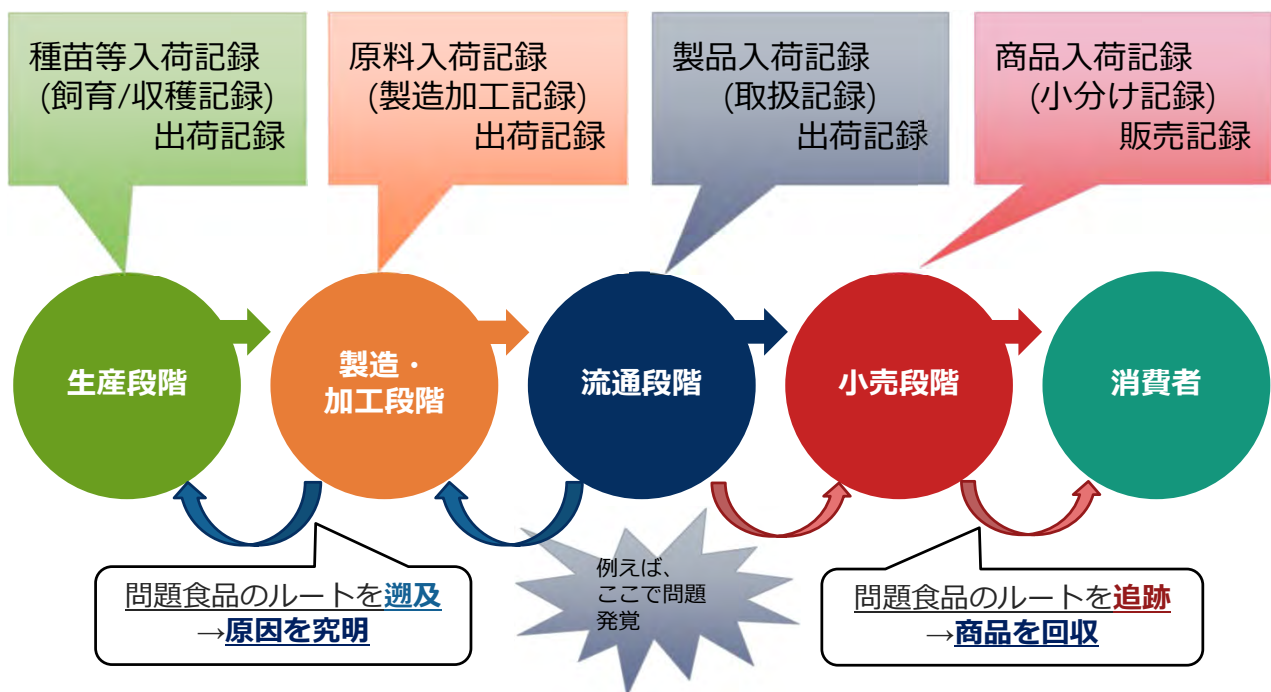 種苗等入荷記録
(飼育/収穫記録)
出荷記録
原料入荷記録
(製造加工記録)
出荷記録
製品入荷記録
(取扱記録)
出荷記録
商品入荷記録
(小分け記録)
販売記録
生産段階
製造・
加工段階
流通段階
小売段階
消費者
問題食品のルートを遡及
→原因を究明
例えば、
ここで問題
発覚
問題食品のルートを追跡
→商品を回収